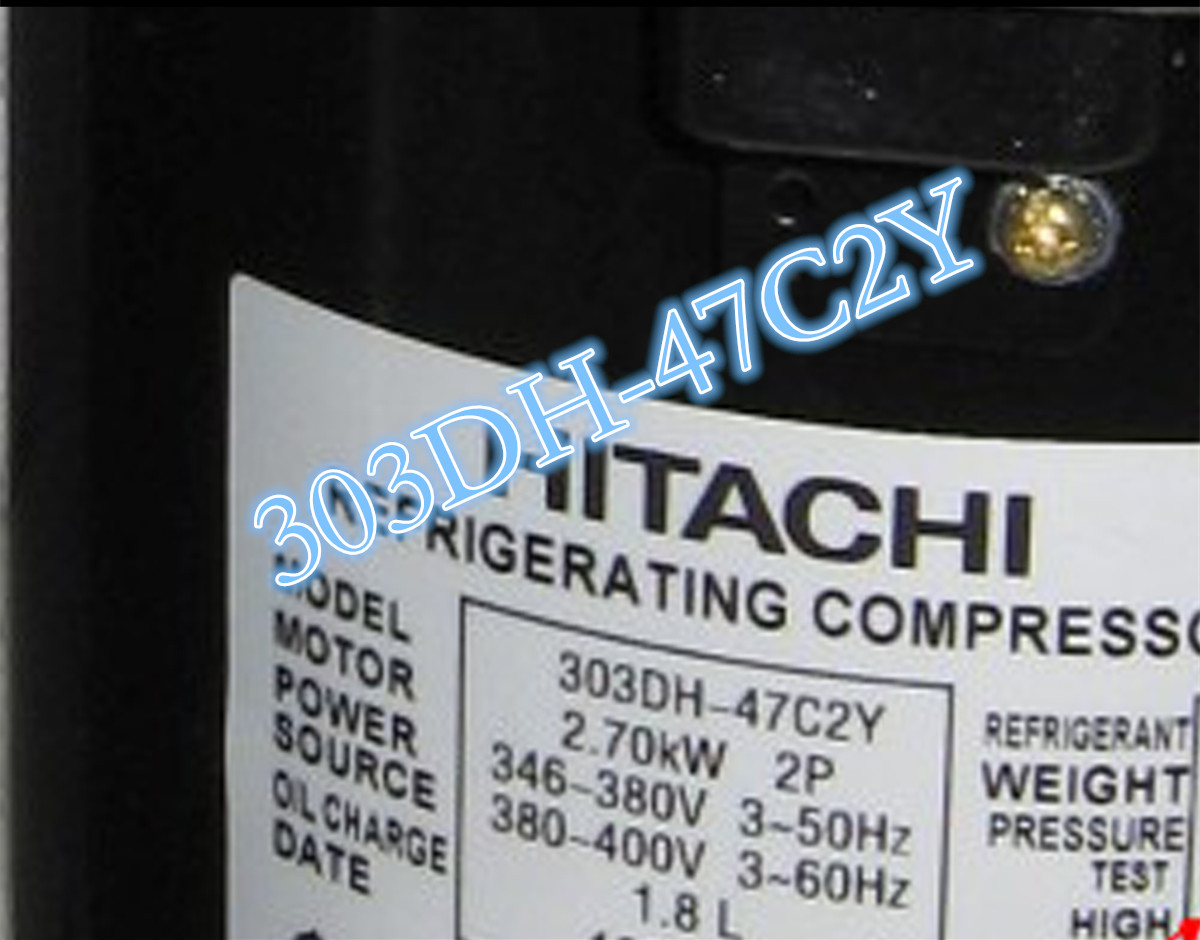 303DH-47C2Y
HITACHI
REFRIGERATING COMPRESSO
MODEL 303DH-47C2Y
MOTOR 2.70kW 2P
POWER 346-380V 3~50Hz
SOURCE 380-400V 3~60Hz
OIL CHARGE 1.8 L
DATE
REFRIGERANT
WEIGHT
PRESSURE
TEST
HIGH